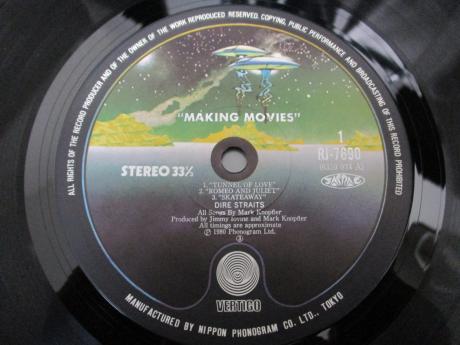 ALL RIGHTS OF THE RECORD PRODUCER AND OF THE OWNER OF THE WORK REPRODUCED RESERVED. COPYING, PUBLIC PERFORMANCE AND BROADCASTING OF THIS RECORD PROHIBITED
"MAKING MOVIES"
1
RJ-7690
STEREO 33⅓
1. "TUNNEL OF LOVE"
2. "ROMEO AND JULIET"
3. "SKATEAWAY"
DIRE STRAITS
All Songs By Mark Knopfler
Produced by Jimmy Iovine and Mark Knopfler
All timings are approximate
Ⓟ 1980 Phonogram Ltd.
VERTIGO
MANUFACTURED BY NIPPON PHONOGRAM CO. LTD., TOKYO